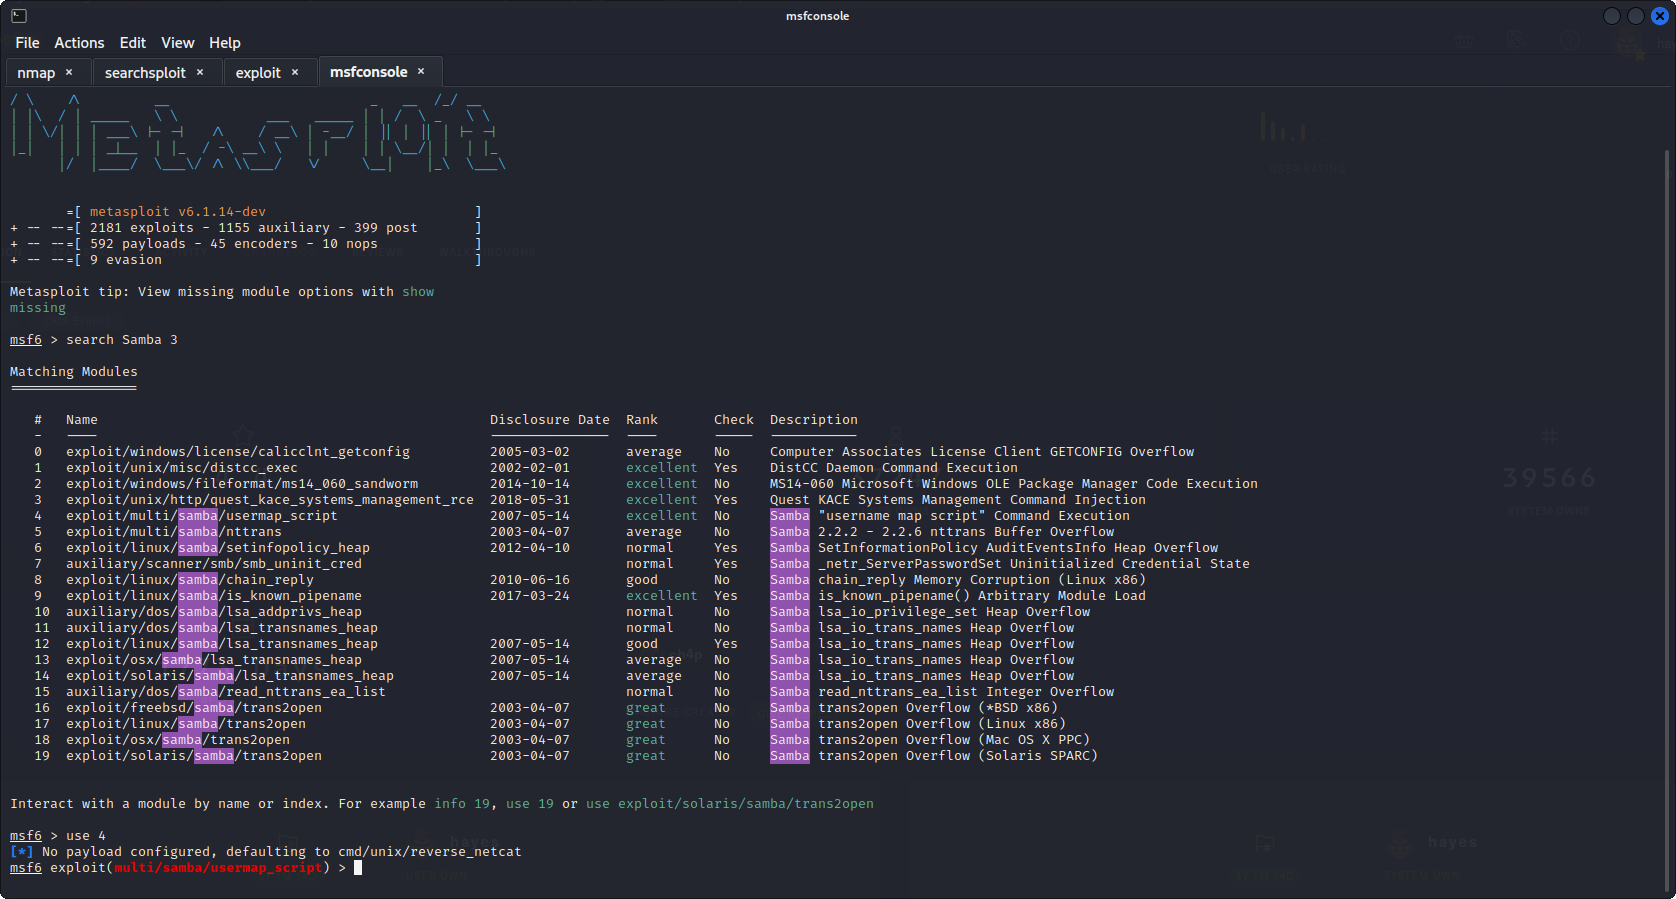 msfconsole
File Actions Edit View Help
nmap × searchsploit × exploit × msfconsole ×
=[ metasploit v6.1.14-dev ]
+ -- --=[ 2181 exploits - 1155 auxiliary - 399 post ]
+ -- --=[ 592 payloads - 45 encoders - 10 nops ]
+ -- --=[ 9 evasion ]
Metasploit tip: View missing module options with show
missing
msf6 > search Samba 3
Matching Modules
================
# Name Disclosure Date Rank Check Description
- ---- --------------- ---- ----- -----------
0 exploit/windows/license/calicclnt_getconfig 2005-03-02 average No Computer Associates License Client GETCONFIG Overflow
1 exploit/unix/misc/distcc_exec 2002-02-01 excellent Yes DistCC Daemon Command Execution
2 exploit/windows/fileformat/ms14_060_sandworm 2014-10-14 excellent No MS14-060 Microsoft Windows OLE Package Manager Code Execution
3 exploit/unix/http/quest_kace_systems_management_rce 2018-05-31 excellent Yes Quest KACE Systems Management Command Injection
4 exploit/multi/samba/usermap_script 2007-05-14 excellent No Samba "username map script" Command Execution
5 exploit/multi/samba/nttrans 2003-04-07 average No Samba 2.2.2 - 2.2.6 nttrans Buffer Overflow
6 exploit/linux/samba/setinfopolicy_heap 2012-04-10 normal Yes Samba SetInformationPolicy AuditEventsInfo Heap Overflow
7 auxiliary/scanner/smb/smb_uninit_cred normal Yes Samba _netr_ServerPasswordSet Uninitialized Credential State
8 exploit/linux/samba/chain_reply 2010-06-16 good No Samba chain_reply Memory Corruption (Linux x86)
9 exploit/linux/samba/is_known_pipename 2017-03-24 excellent Yes Samba is_known_pipename() Arbitrary Module Load
10 auxiliary/dos/samba/lsa_addprivs_heap normal No Samba lsa_io_privilege_set Heap Overflow
11 auxiliary/dos/samba/lsa_transnames_heap normal No Samba lsa_io_trans_names Heap Overflow
12 exploit/linux/samba/lsa_transnames_heap 2007-05-14 good Yes Samba lsa_io_trans_names Heap Overflow
13 exploit/osx/samba/lsa_transnames_heap 2007-05-14 average No Samba lsa_io_trans_names Heap Overflow
14 exploit/solaris/samba/lsa_transnames_heap 2007-05-14 average No Samba lsa_io_trans_names Heap Overflow
15 auxiliary/dos/samba/read_nttrans_ea_list normal No Samba read_nttrans_ea_list Integer Overflow
16 exploit/freebsd/samba/trans2open 2003-04-07 great No Samba trans2open Overflow (*BSD x86)
17 exploit/linux/samba/trans2open 2003-04-07 great No Samba trans2open Overflow (Linux x86)
18 exploit/osx/samba/trans2open 2003-04-07 great No Samba trans2open Overflow (Mac OS X PPC)
19 exploit/solaris/samba/trans2open 2003-04-07 great No Samba trans2open Overflow (Solaris SPARC)
Interact with a module by name or index. For example info 19, use 19 or use exploit/solaris/samba/trans2open
msf6 > use 4
[*] No payload configured, defaulting to cmd/unix/reverse_netcat
msf6 exploit(multi/samba/usermap_script) >
39566
hayes
hayes